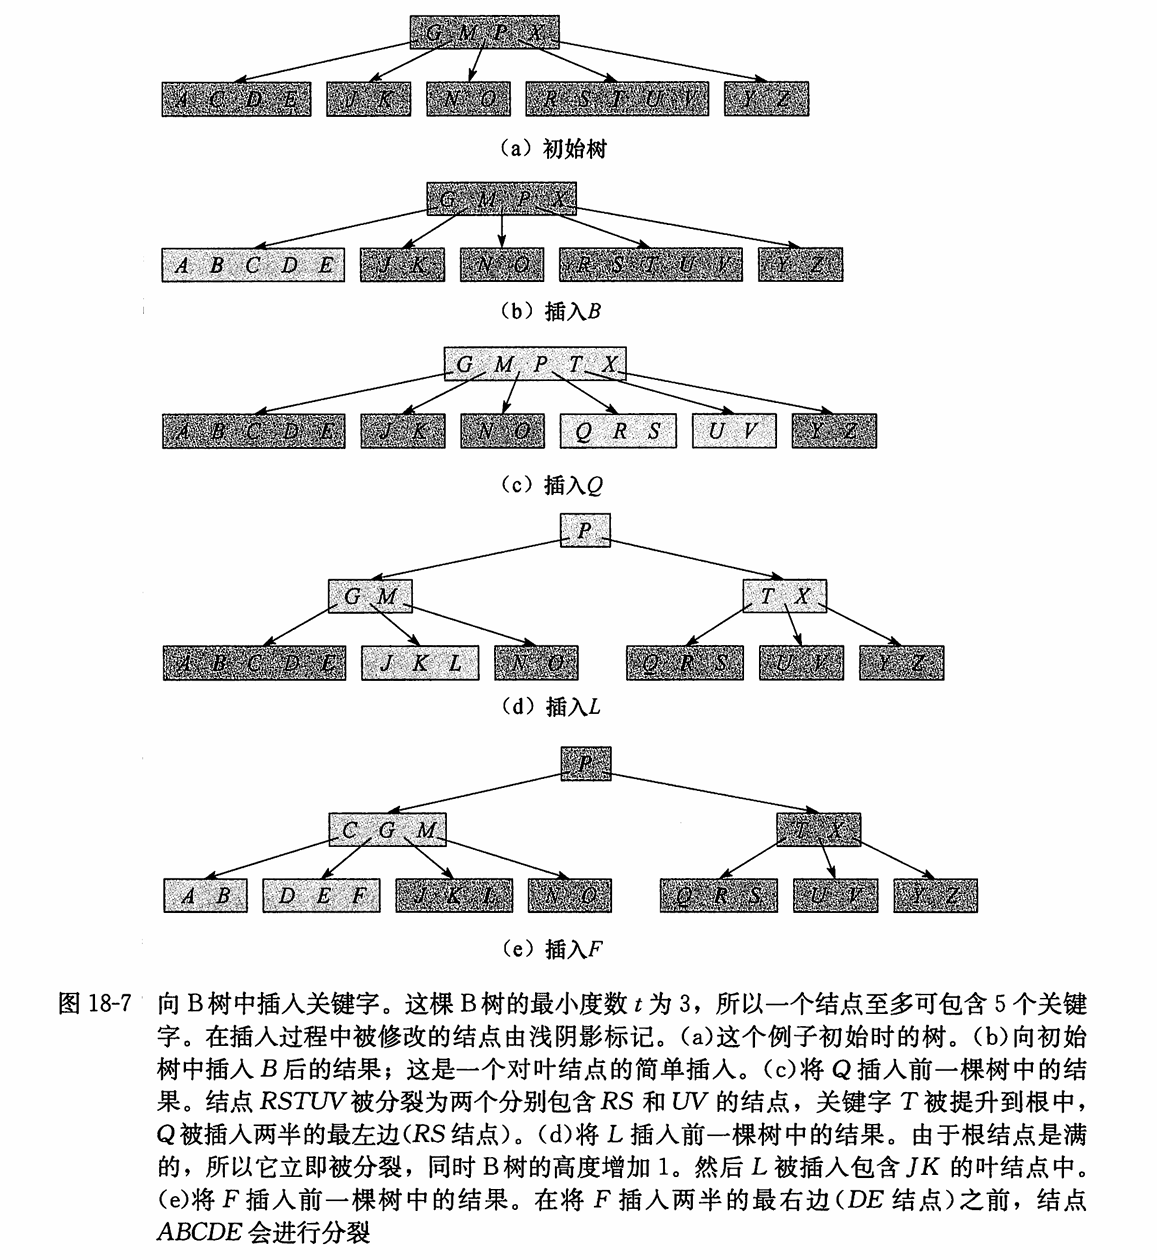 G M P X
A C D E J K N O R S T U V Y Z
(a) 初始树
G M P X
A B C D E J K N O R S T U V Y Z
(b) 插入B
G M P T X
A B C D E J K N O Q R S U V Y Z
(c) 插入Q
P
G M T X
A B C D E J K L N O Q R S U V Y Z
(d) 插入L
P
C G M T X
A B D E F J K L N O Q R S U V Y Z
(e) 插入F
图 18-7 向 B 树中插入关键字。这棵 B 树的最小度数 t 为 3，所以一个结点至多可包含 5 个关键
字。在插入过程中被修改的结点由浅阴影标记。(a)这个例子初始时的树。(b)向初始
树中插入 B 后的结果；这是一个对叶结点的简单插入。(c)将 Q 插入前一棵树中的结
果。结点 RSTUV 被分裂为两个分别包含 RS 和 UV 的结点，关键字 T 被提升到根中，
Q 被插入两半的最左边(RS 结点)。(d)将 L 插入前一棵树中的结果。由于根结点是满
的，所以它立即被分裂，同时 B 树的高度增加 1。然后 L 被插入包含 JK 的叶结点中。
(e)将 F 插入前一棵树中的结果。在将 F 插入两半的最右边(DE 结点)之前，结点
ABCDE 会进行分裂